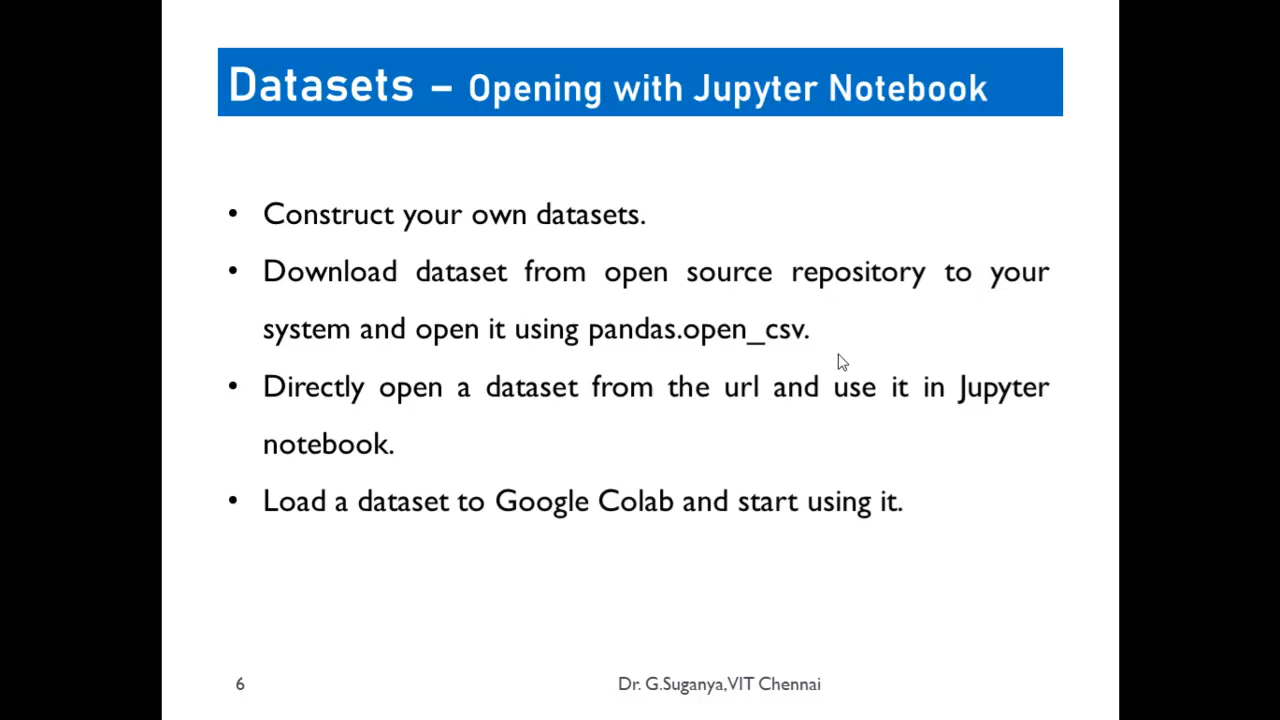 Datasets – Opening with Jupyter Notebook
• Construct your own datasets.
• Download dataset from open source repository to your
system and open it using pandas.open_csv.
• Directly open a dataset from the url and use it in Jupyter
notebook.
• Load a dataset to Google Colab and start using it.
6
Dr. G.Suganya,VIT Chennai